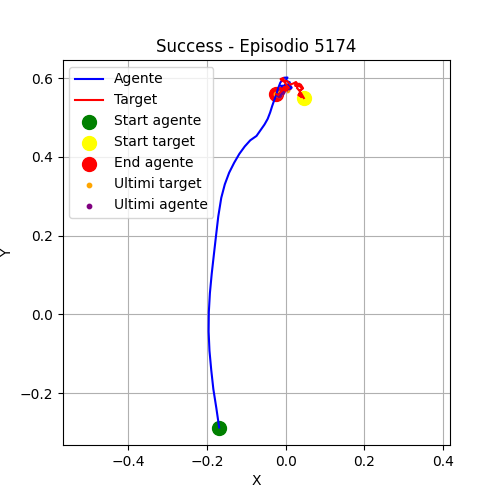 Success - Episodio 5174
Agente
Target
Start agente
Start target
End agente
Ultimi target
Ultimi agente
0.6
0.4
0.2
0.0
−0.2
Y
−0.4
−0.2
0.0
0.2
0.4
X